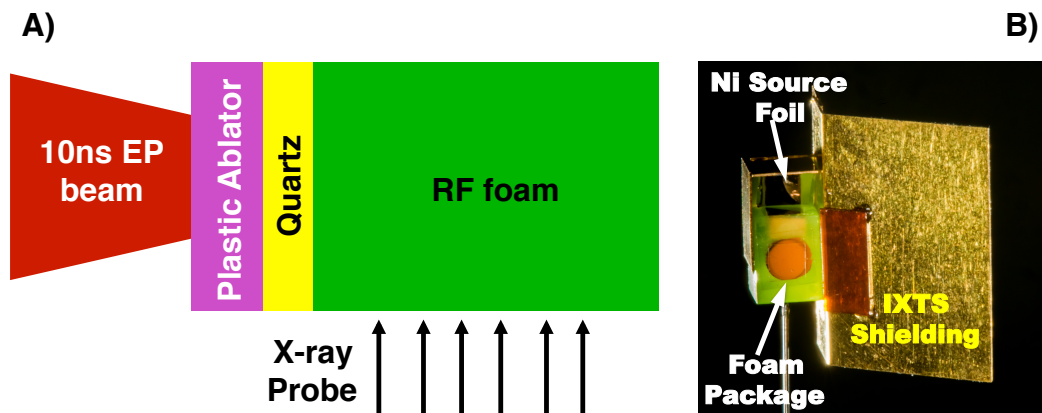 A)
10ns EP
beam
Plastic Ablator
Quartz
RF foam
X-ray
Probe
B)
Ni Source
Foil
IXTS
Shielding
Foam
Package